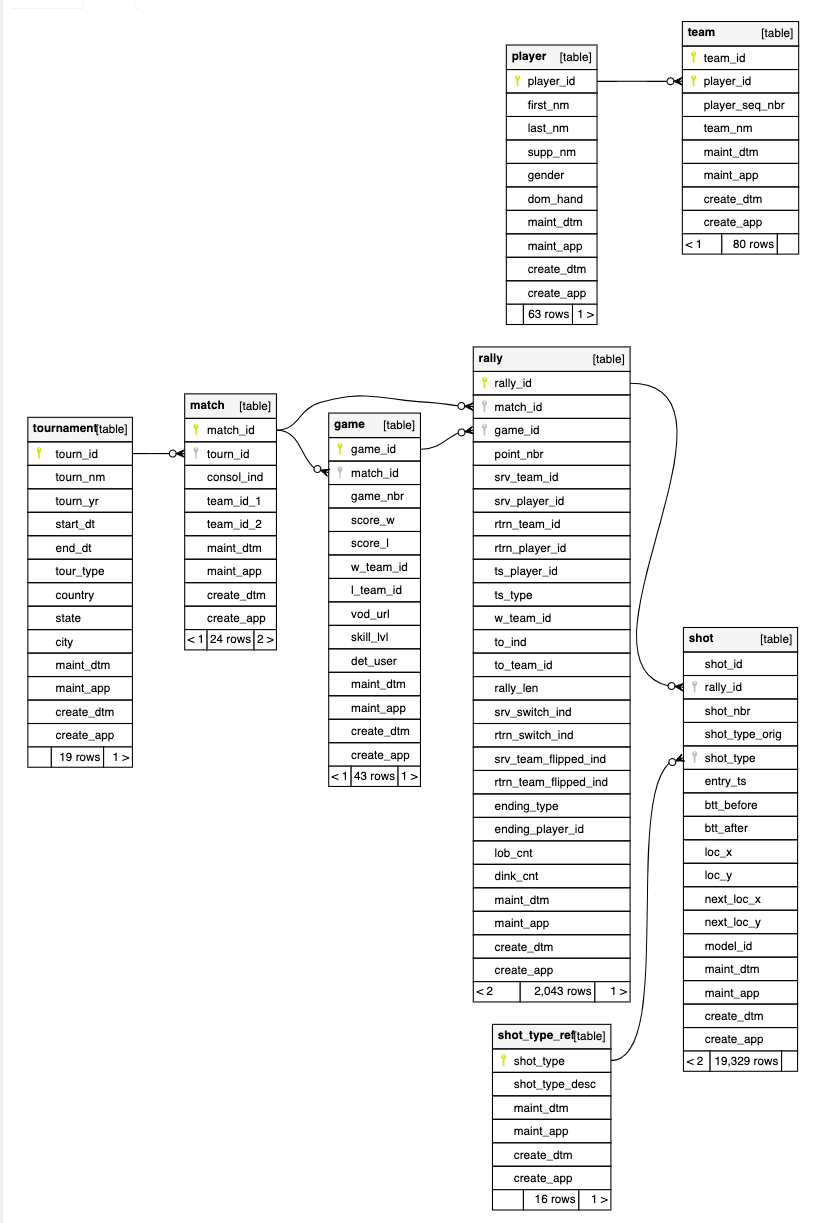 team [table]
team_id
player_id
player_seq_nbr
team_nm
maint_dtm
maint_app
create_dtm
create_app
< 1 80 rows
player [table]
player_id
first_nm
last_nm
supp_nm
gender
dom_hand
maint_dtm
maint_app
create_dtm
create_app
63 rows 1 >
rally [table]
rally_id
match_id
game_id
point_nbr
srv_team_id
srv_player_id
rtrn_team_id
rtrn_player_id
ts_player_id
ts_type
w_team_id
to_ind
to_team_id
rally_len
srv_switch_ind
rtrn_switch_ind
srv_team_flipped_ind
rtrn_team_flipped_ind
ending_type
ending_player_id
lob_cnt
dink_cnt
maint_dtm
maint_app
create_dtm
create_app
< 2 2,043 rows 1 >
match [table]
match_id
tourn_id
consol_ind
team_id_1
team_id_2
maint_dtm
maint_app
create_dtm
create_app
< 1 24 rows 2 >
game [table]
game_id
match_id
game_nbr
score_w
score_l
w_team_id
l_team_id
vod_url
skill_lvl
det_user
maint_dtm
maint_app
create_dtm
create_app
< 1 43 rows 1 >
tournament [table]
tourn_id
tourn_nm
tourn_yr
start_dt
end_dt
tour_type
country
state
city
maint_dtm
maint_app
create_dtm
create_app
19 rows 1 >
shot [table]
shot_id
rally_id
shot_nbr
shot_type_orig
shot_type
entry_ts
btt_before
btt_after
loc_x
loc_y
next_loc_x
next_loc_y
model_id
maint_dtm
maint_app
create_dtm
create_app
< 2 19,329 rows
shot_type_ref [table]
shot_type
shot_type_desc
maint_dtm
maint_app
create_dtm
create_app
16 rows 1 >